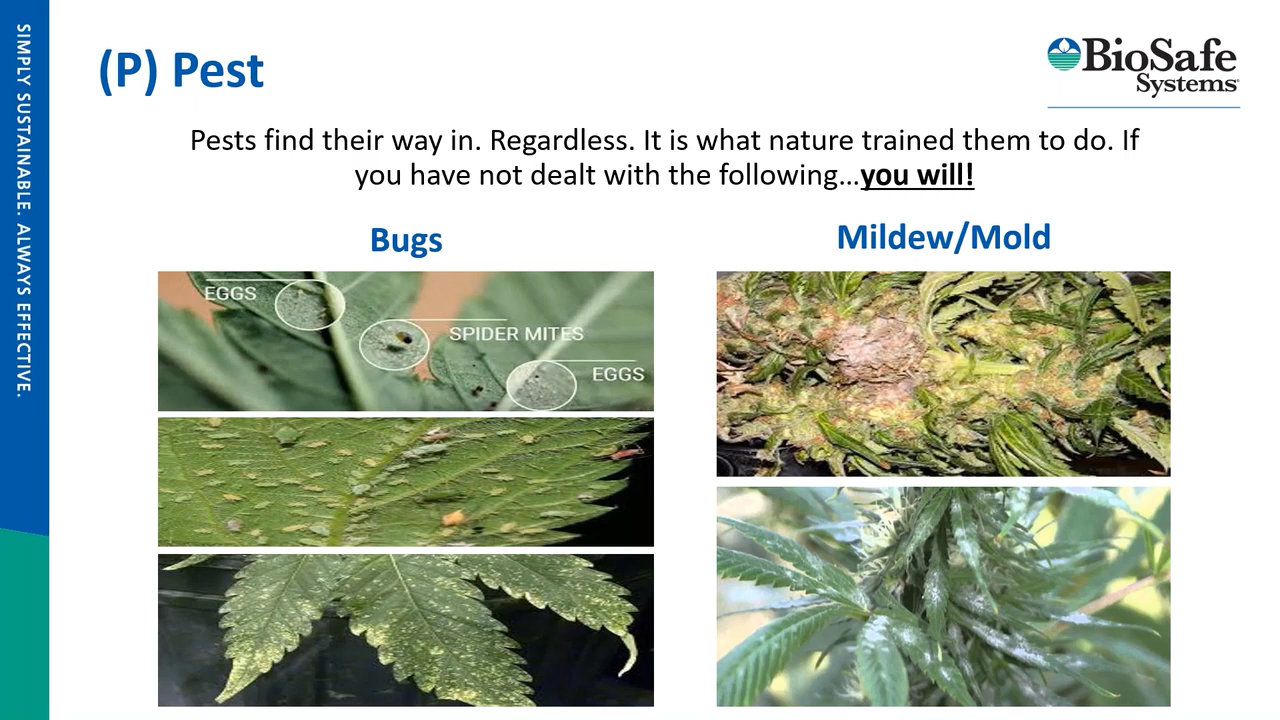 SIMPLY SUSTAINABLE. ALWAYS EFFECTIVE.
(P) Pest
BioSafe
Systems
Pests find their way in. Regardless. It is what nature trained them to do. If
you have not dealt with the following…you will!
Bugs
EGGS
SPIDER MITES
EGGS
Mildew/Mold